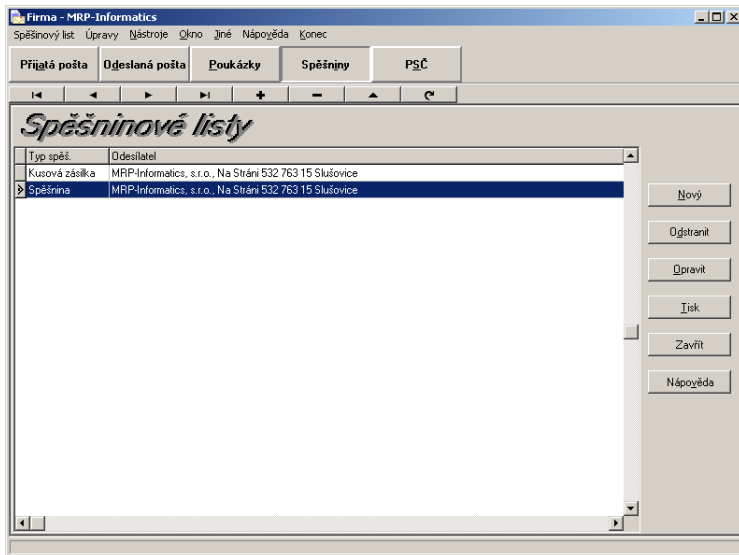 Firma - MRP-Informatics
Spěšinový list Úpravy Nástroje Okno Jiné Nápověda Konec
Přijatá pošta Odeslaná pošta Poukázky Spěšniny PSČ
Spěšninové listy
Typ spěš. Odesílatel
Kusová zásilka MRP-Informatics, s.r.o., Na Stráni 532 763 15 Slušovice
Spěšnina MRP-Informatics, s.r.o., Na Stráni 532 763 15 Slušovice
Nový
Odstranit
Opravit
Tisk
Zavřít
Nápověda